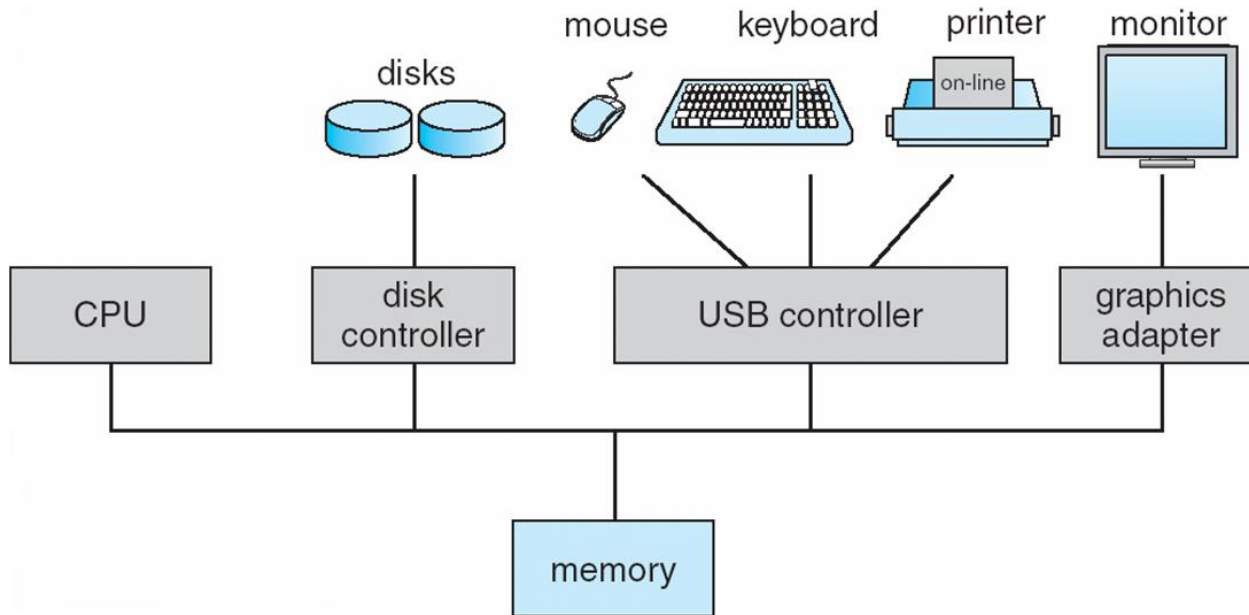 mouse
keyboard
printer
monitor
disks
on-line
CPU
disk
controller
USB controller
graphics
adapter
memory